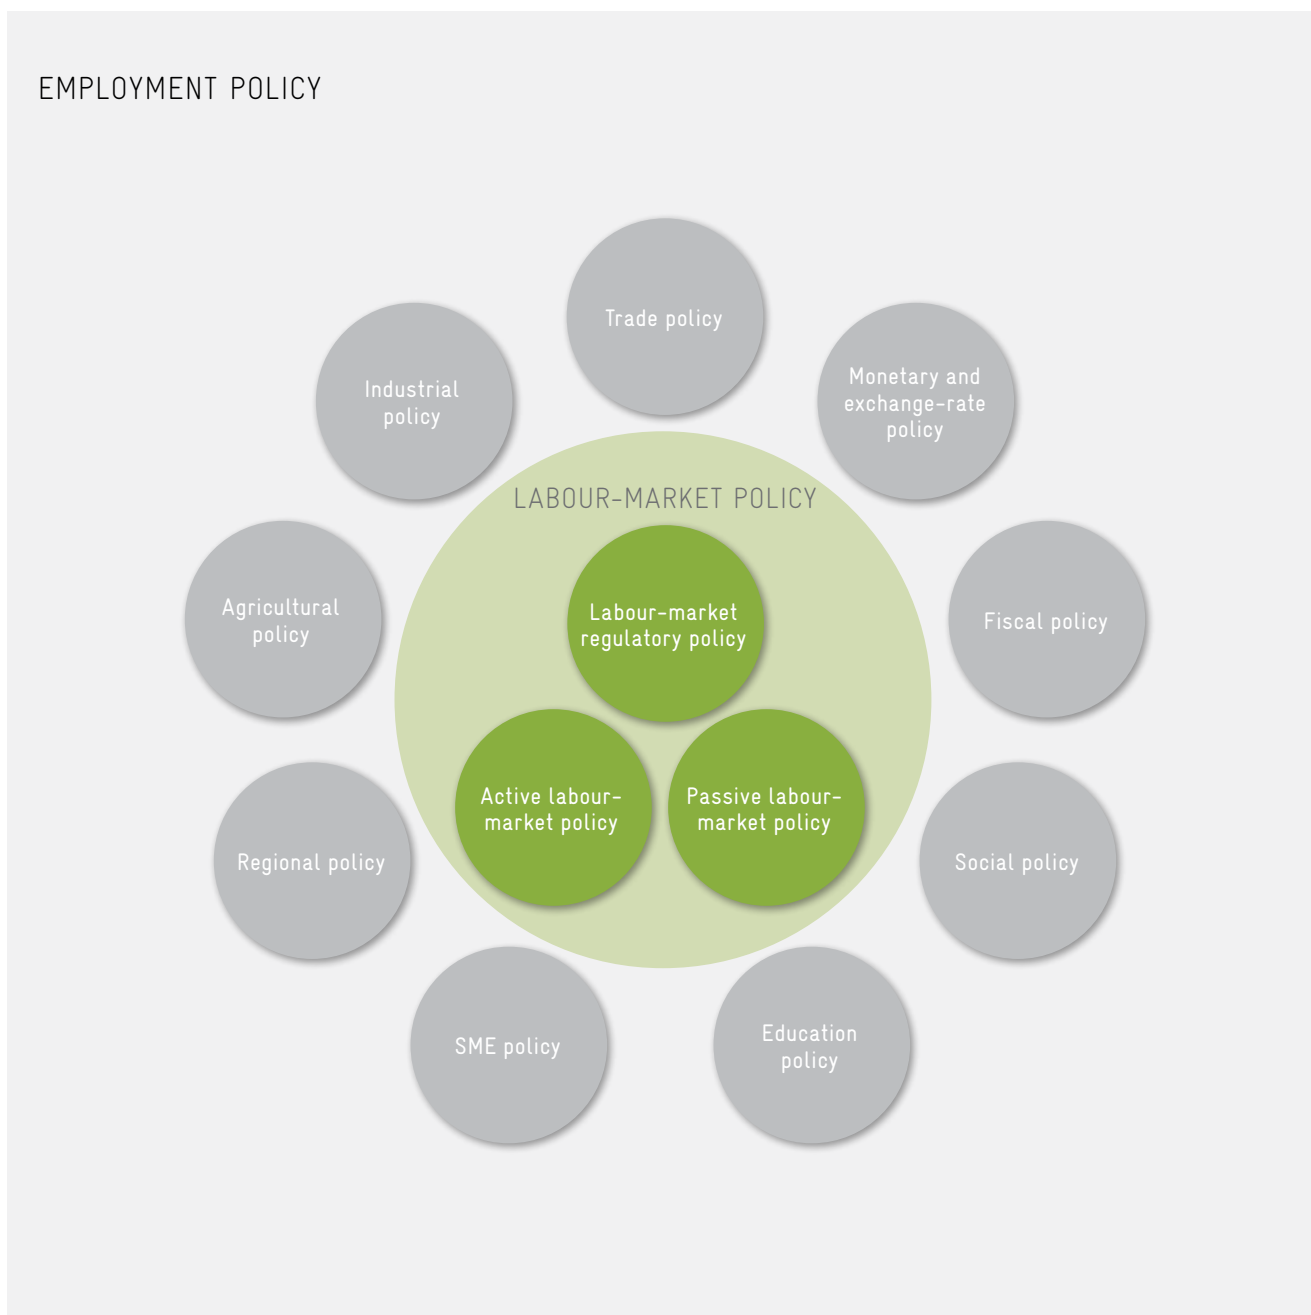 EMPLOYMENT POLICY
Trade policy
Industrial
policy
Monetary and
exchange-rate
policy
LABOUR-MARKET POLICY
Agricultural
policy
Labour-market
regulatory policy
Fiscal policy
Active labour-
market policy
Passive labour-
market policy
Regional policy
Social policy
SME policy
Education
policy